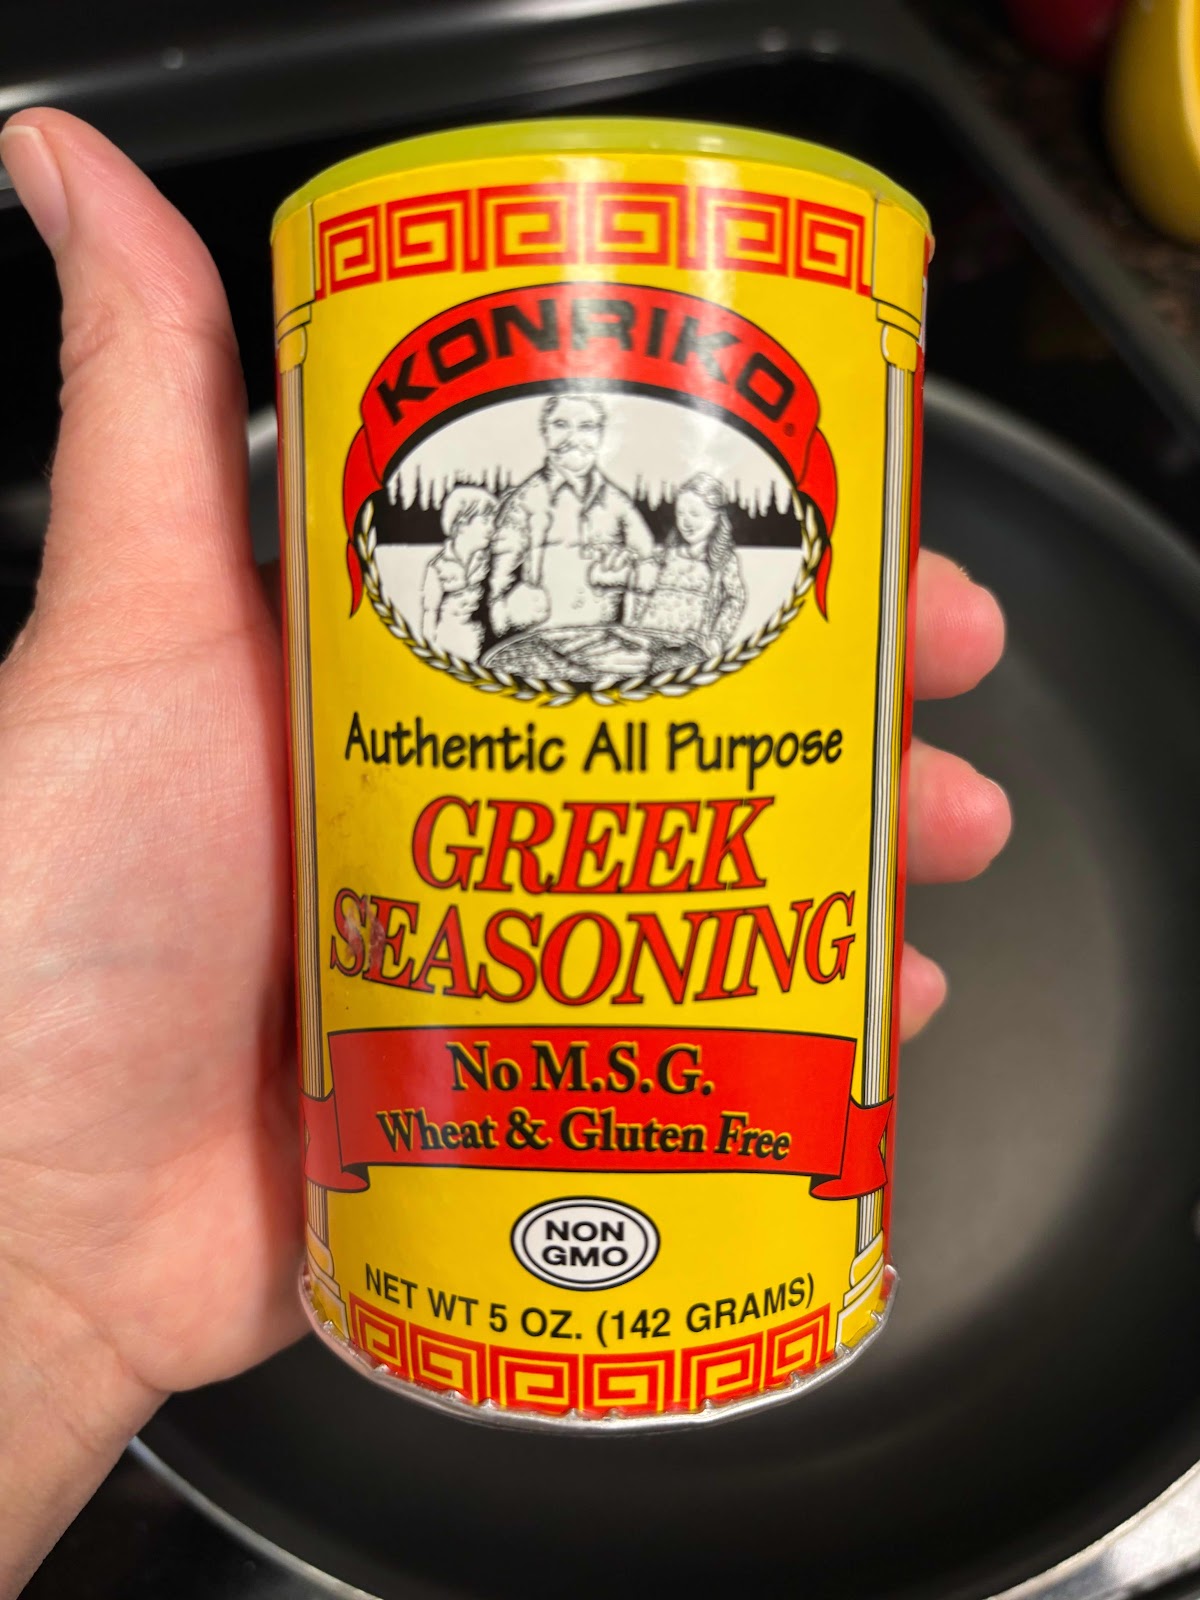 KONRIKO®
Authentic All Purpose
GREEK
SEASONING
No M.S.G.
Wheat & Gluten Free
NON
GMO
NET WT 5 OZ. (142 GRAMS)